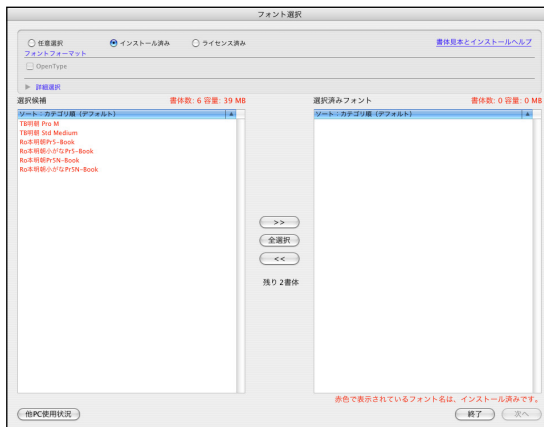 フォント選択
任意選択 インストール済み ライセンス済み 書体見本とインストールヘルプ
フォントフォーマット
OpenType
詳細選択
選択候補 書体数: 6 容量: 39 MB
選択済みフォント 書体数: 0 容量: 0 MB
ソート：カテゴリ順（デフォルト）
ソート：カテゴリ順（デフォルト）
TB明朝 Pro M
TB明朝 Std Medium
Ro本明朝Pr5-Book
Ro本明朝小がなPr5-Book
Ro本明朝Pr5N-Book
Ro本明朝小がなPr5N-Book
>>
全選択
<<
残り 2書体
赤色で表示されているフォント名は、インストール済みです。
他PC使用状況 終了 次へ